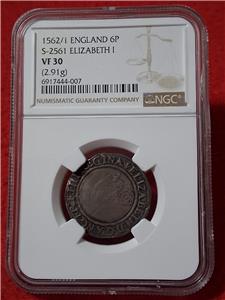 1562/1 ENGLAND 6P
S-2561 ELIZABETH I
VF 30
(2.91g)
6917444-007
NGC
NUMISMATIC GUARANTY COMPANY